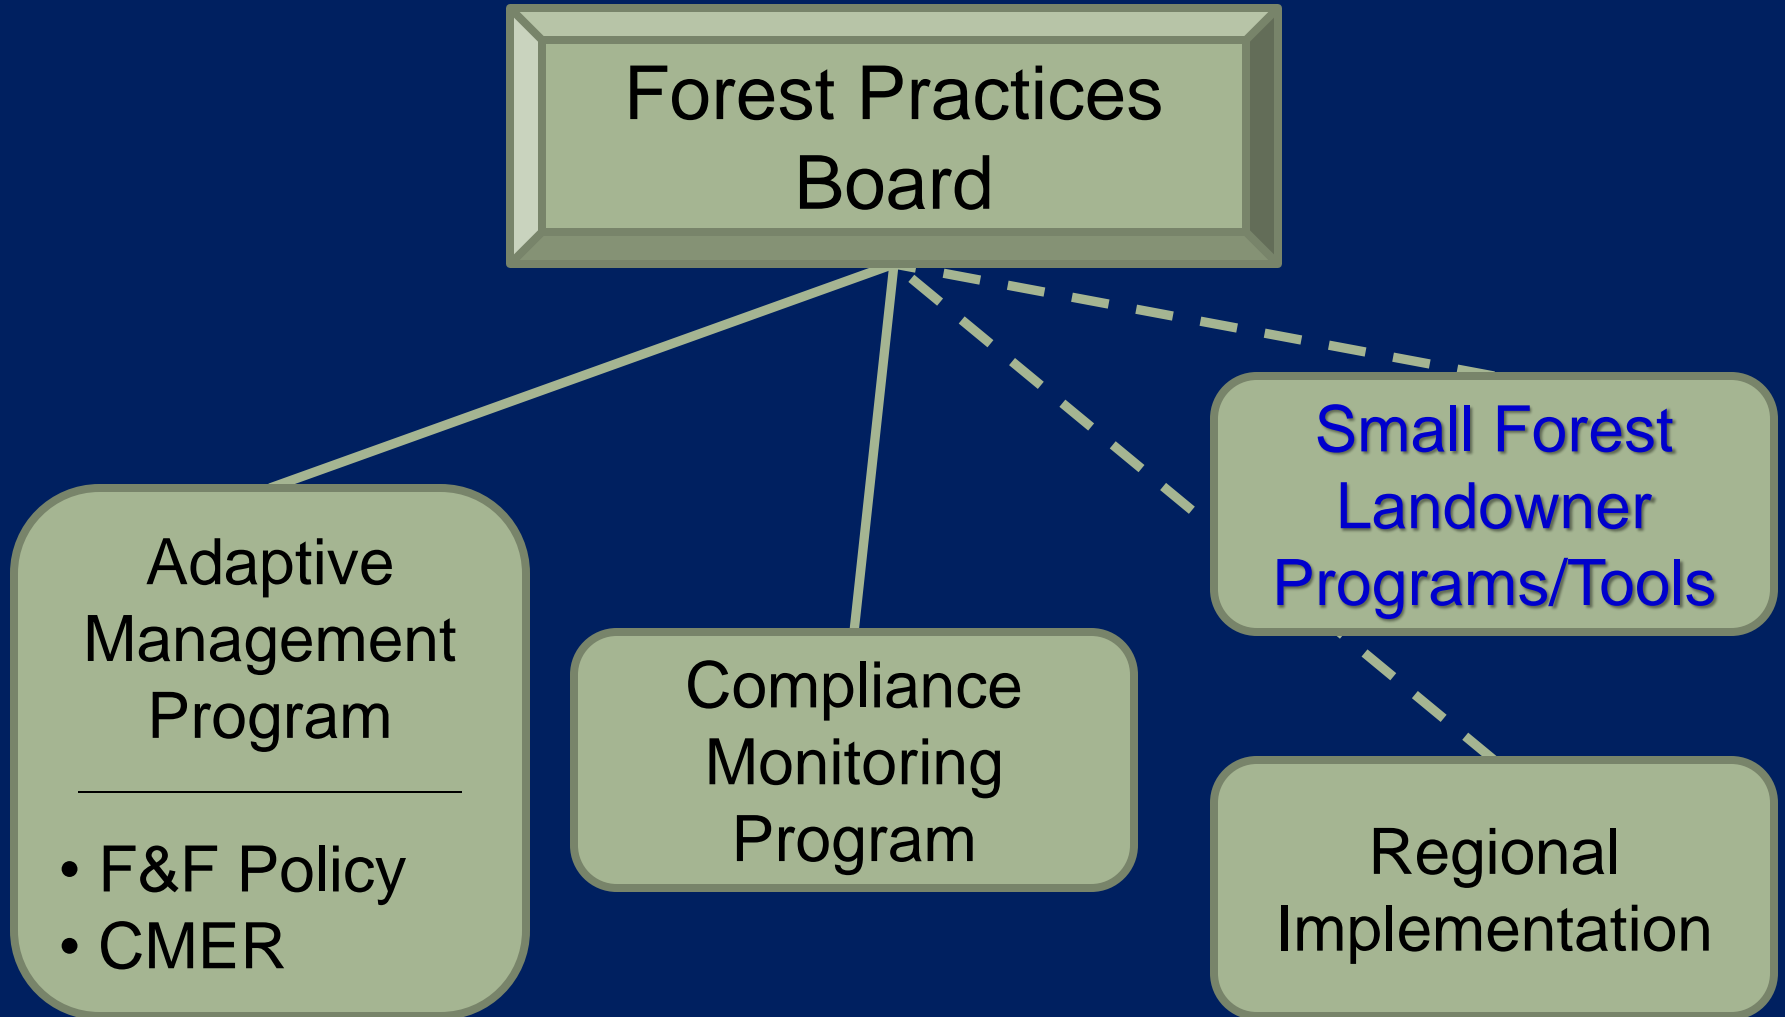 Forest Practices
Board
Small Forest
Landowner
Programs/Tools
Adaptive
Management
Program
• F&F Policy
• CMER
Compliance
Monitoring
Program
Regional
Implementation